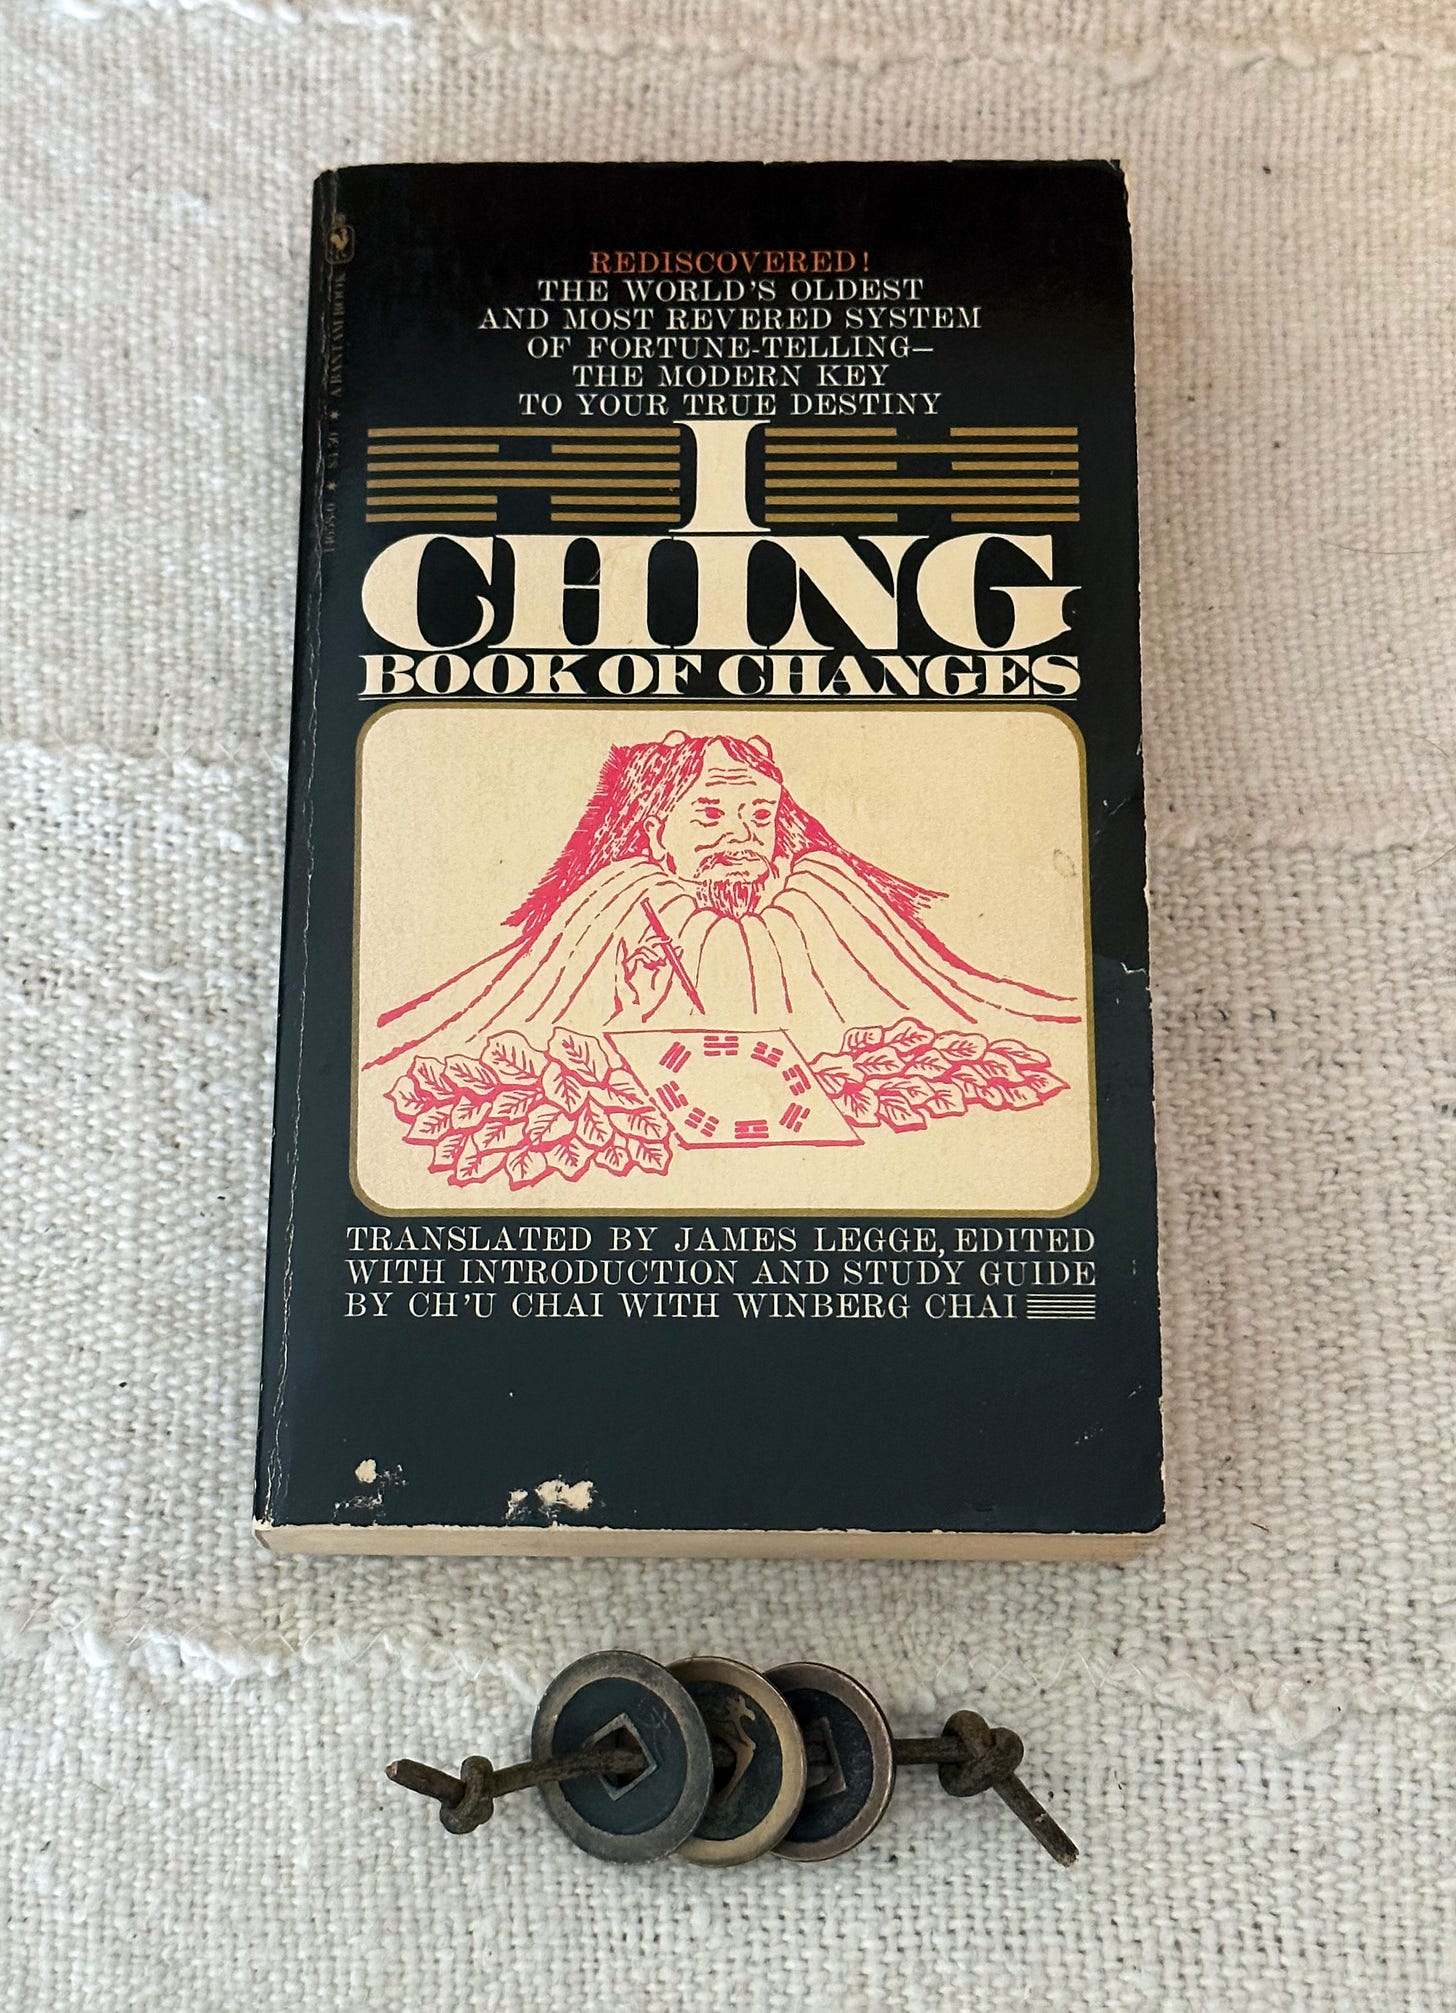 REDISCOVERED!
THE WORLD'S OLDEST
AND MOST REVERED SYSTEM
OF FORTUNE-TELLING—
THE MODERN KEY
TO YOUR TRUE DESTINY
I
CHING
BOOK OF CHANGES
TRANSLATED BY JAMES LEGGE, EDITED
WITH INTRODUCTION AND STUDY GUIDE
BY CH'U CHAI WITH WINBERG CHAI
A BANTAM BOOK